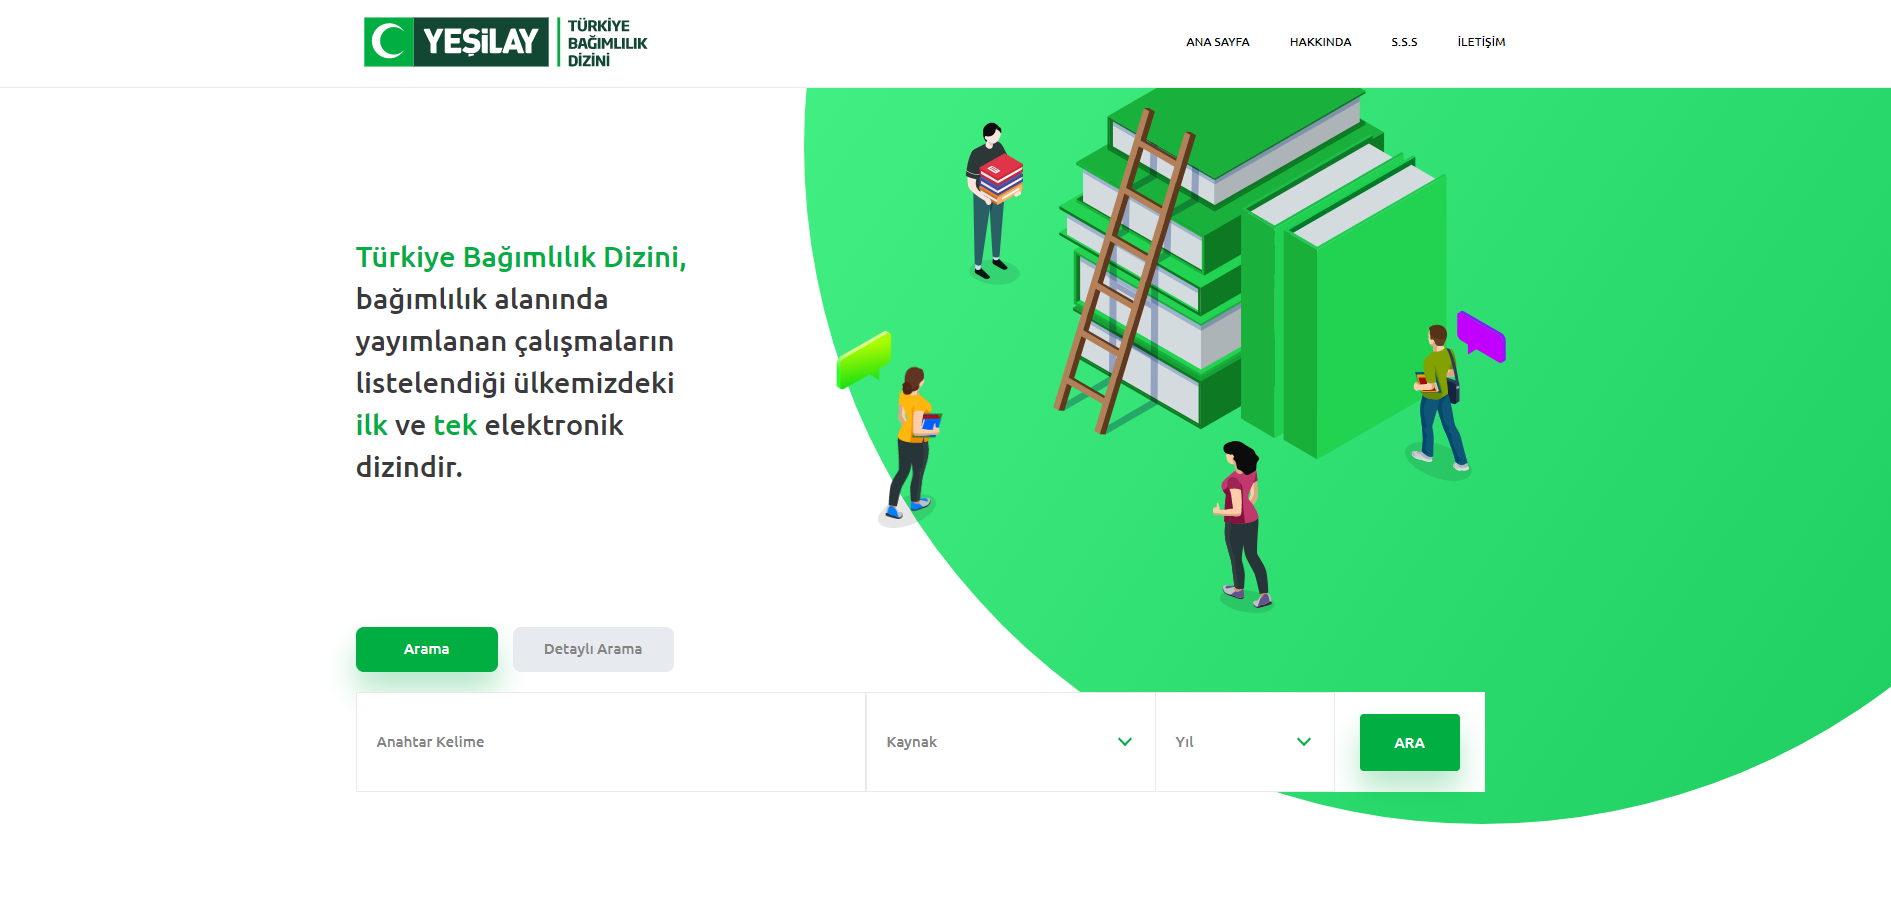 YEŞİLAY
TÜRKİYE
BAĞIMLILIK
DİZİNİ
ANA SAYFA
HAKKINDA
S.S.S
İLETİŞİM
Türkiye Bağımlılık Dizini,
bağımlılık alanında
yayımlanan çalışmaların
listelendiği ülkemizdeki
ilk ve tek elektronik
dizindir.
Arama
Detaylı Arama
Anahtar Kelime
Kaynak
Yıl
ARA